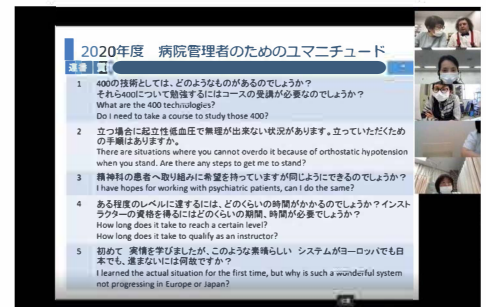 2020年度 病院管理者のためのユマニチュード
1 400の技術としては、どのようなものがあるのでしょうか？
それら400について勉強するにはコースの受講が必要なのでしょうか？
What are the 400 technologies?
Do I need to take a course to study those 400?
2 立つ場合に起立性低血圧で無理が出来ない状況があります。立っていただくため
の手順はありますか。
There are situations where you cannot overdo it because of orthostatic hypotension
when you stand. Are there any steps to get me to stand?
3 精神科の患者へ取り組みに希望を持っていますが同じようにできるのでしょうか？
I have hopes for working with psychiatric patients, can I do the same?
4 ある程度のレベルに達するには、どのくらいの時間がかかるのでしょうか？インスト
ラクターの資格を得るにはどのくらいの期間、時間が必要でしょうか？
How long does it take to reach a certain level?
How long does it take to qualify as an instructor?
5 初めて 実情を学びましたが、このような素晴らしい システムがヨーロッパでも日
本でも、進まないには何故ですか？
I learned the actual situation for the first time, but why is such a wonderful system
not progressing in Europe or Japan?